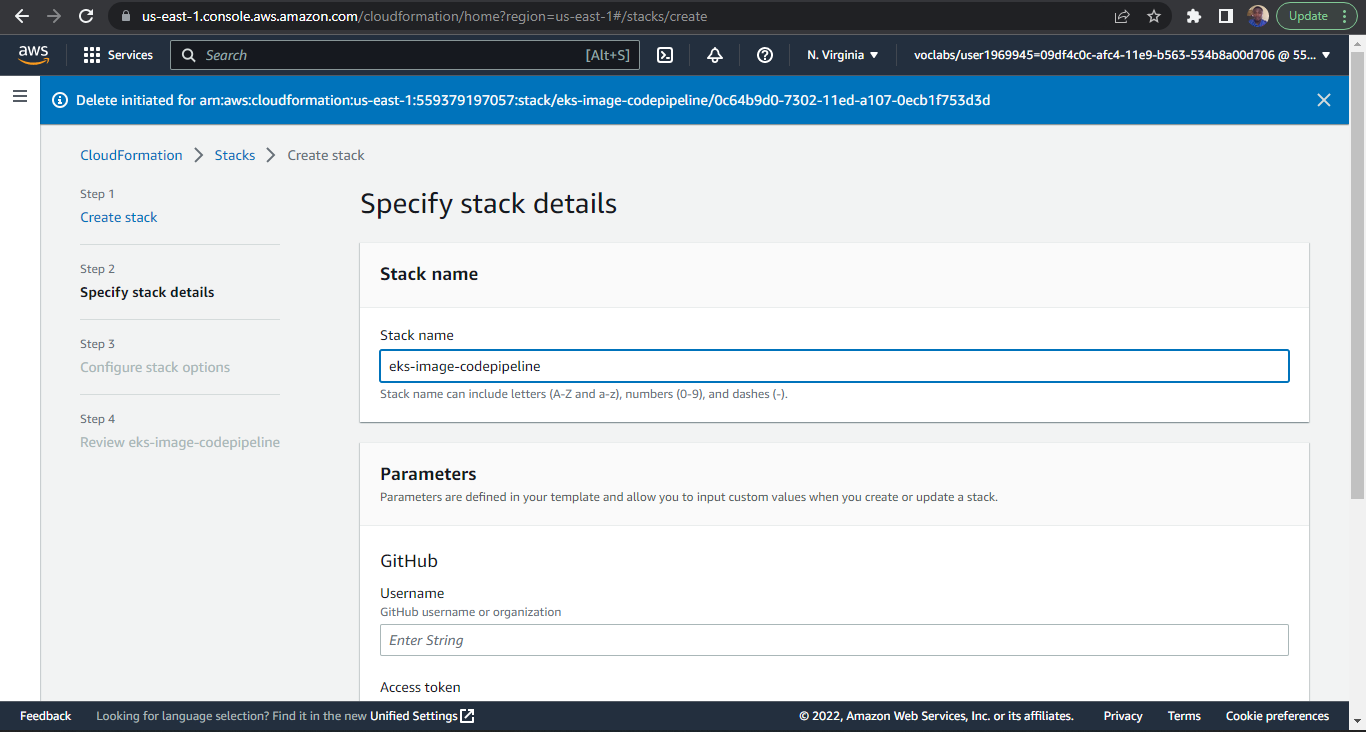 us-east-1.console.aws.amazon.com/cloudformation/home?region=us-east-1#/stacks/create
Update
aws
Services
Search
[Alt+S]
N. Virginia
voclabs/user1969945=09df4c0c-afc4-11e9-b563-534b8a00d706 @ 55...
Delete initiated for arn:aws:cloudformation:us-east-1:559379197057:stack/eks-image-codepipeline/0c64b9d0-7302-11ed-a107-0ecb1f753d3d
CloudFormation
Stacks
Create stack
Step 1
Create stack
Step 2
Specify stack details
Step 3
Configure stack options
Step 4
Review eks-image-codepipeline
Specify stack details
Stack name
Stack name
eks-image-codepipeline
Stack name can include letters (A-Z and a-z), numbers (0-9), and dashes (-).
Parameters
Parameters are defined in your template and allow you to input custom values when you create or update a stack.
GitHub
Username
GitHub username or organization
Enter String
Access token
Feedback
Looking for language selection? Find it in the new Unified Settings
© 2022, Amazon Web Services, Inc. or its affiliates.
Privacy
Terms
Cookie preferences